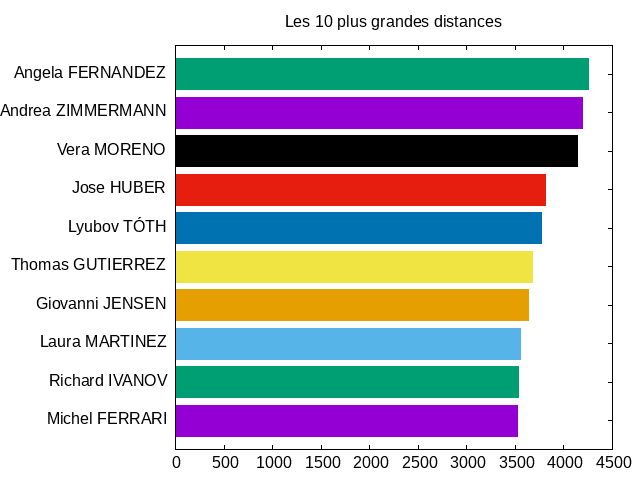 Les 10 plus grandes distances
Angela FERNANDEZ
Andrea ZIMMERMANN
Vera MORENO
Jose HUBER
Lyubov TÓTH
Thomas GUTIERREZ
Giovanni JENSEN
Laura MARTINEZ
Richard IVANOV
Michel FERRARI
0 500 1000 1500 2000 2500 3000 3500 4000 4500